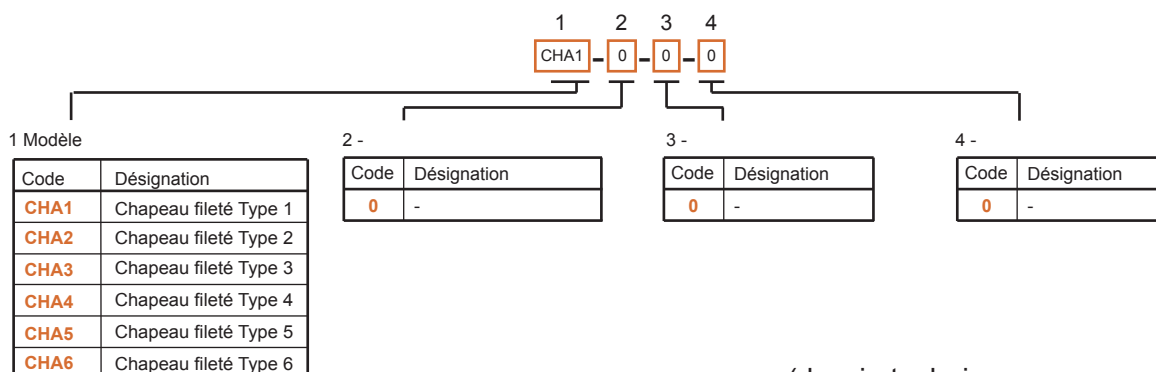 1 2 3 4
CHA1 - 0 - 0 - 0
1 Modèle
Code Désignation
CHA1 Chapeau fileté Type 1
CHA2 Chapeau fileté Type 2
CHA3 Chapeau fileté Type 3
CHA4 Chapeau fileté Type 4
CHA5 Chapeau fileté Type 5
CHA6 Chapeau fileté Type 6
2 -
Code Désignation
0 -
3 -
Code Désignation
0 -
4 -
Code Désignation
0 -